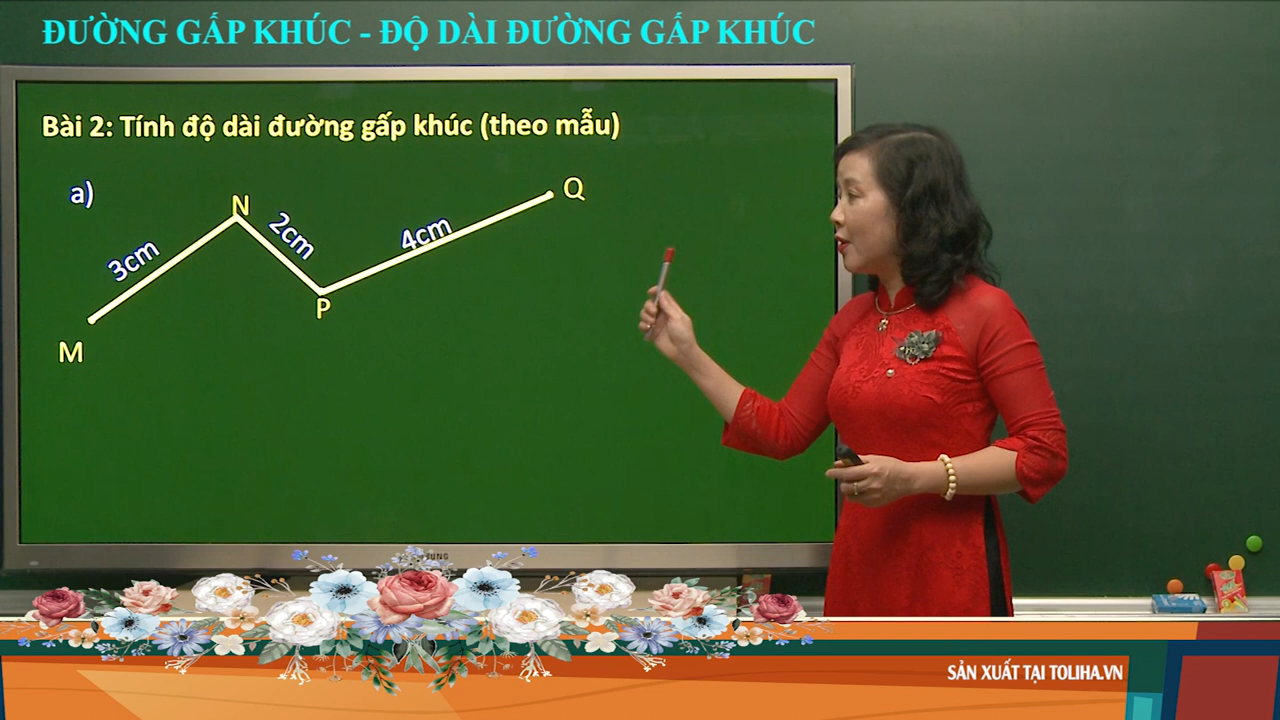 ĐƯỜNG GẤP KHÚC - ĐỘ DÀI ĐƯỜNG GẤP KHÚC
Bài 2: Tính độ dài đường gấp khúc (theo mẫu)
a)
N
Q
3cm
2cm
4cm
P
M
SẢN XUẤT TẠI TOLIHA.VN